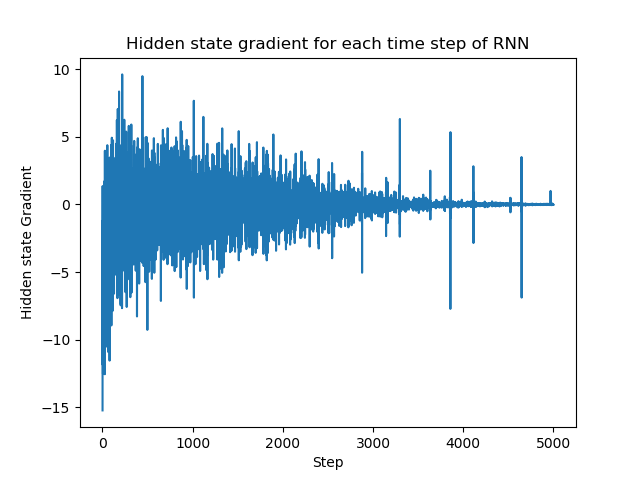 Hidden state gradient for each time step of RNN
10
5
0
−5
−10
−15
Hidden state Gradient
0 1000 2000 3000 4000 5000
Step